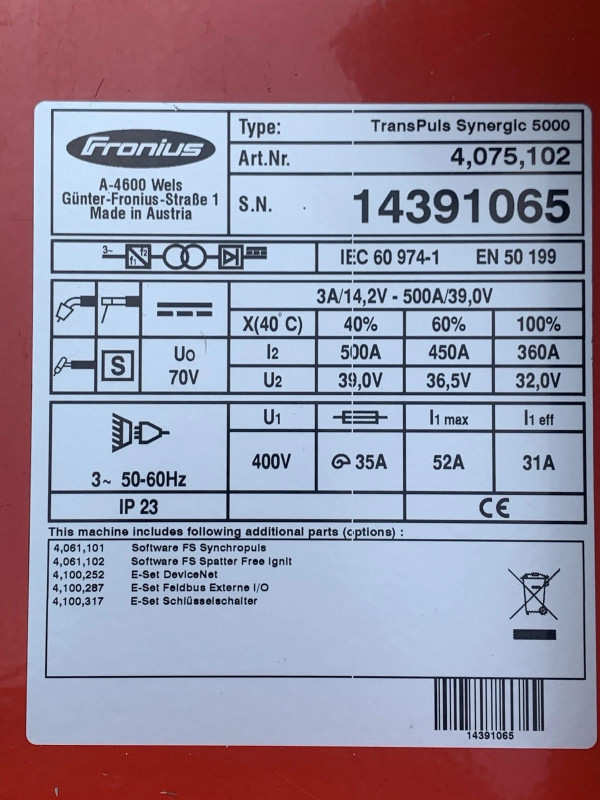 Fronius
A-4600 Wels
Günter-Fronius-Straße 1
Made in Austria
Type: TransPuls Synergic 5000
Art.Nr. 4,075,102
S.N. 14391065
3~ f1 f2
IEC 60 974-1 EN 50 199
3A/14,2V - 500A/39,0V
X(40°C) 40% 60% 100%
S
U0
70V
I2 500A 450A 360A
U2 39,0V 36,5V 32,0V
3~ 50-60Hz
U1 I1 max I1 eff
400V 35A 52A 31A
IP 23
CE
This machine includes following additional parts (options) :
4,061,101 Software FS Synchropuls
4,061,102 Software FS Spatter Free Ignit
4,100,252 E-Set DeviceNet
4,100,287 E-Set Feldbus Externe I/O
4,100,317 E-Set Schlüsselschalter
14391065